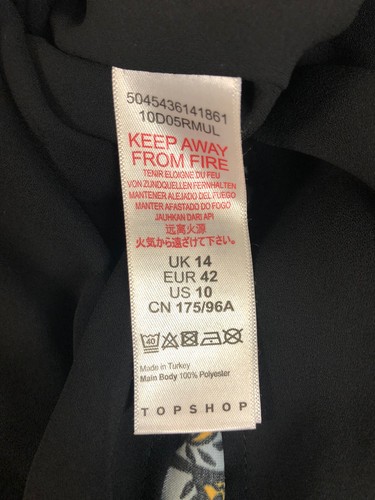 5045436141861
10D05RMUL
KEEP AWAY
FROM FIRE
TENIR ELOIGNE DU FEU
VON ZUNDQUELLEN FERNHALTEN
MANTENER ALEJADO DEL FUEGO
MANTER AFASTADO DO FOGO
JAUHKAN DARI API
远离火源
火気から遠ざけて下さい。
UK 14
EUR 42
US 10
CN 175/96A
40
Made in Turkey
Main Body 100% Polyester
TOPSHOP